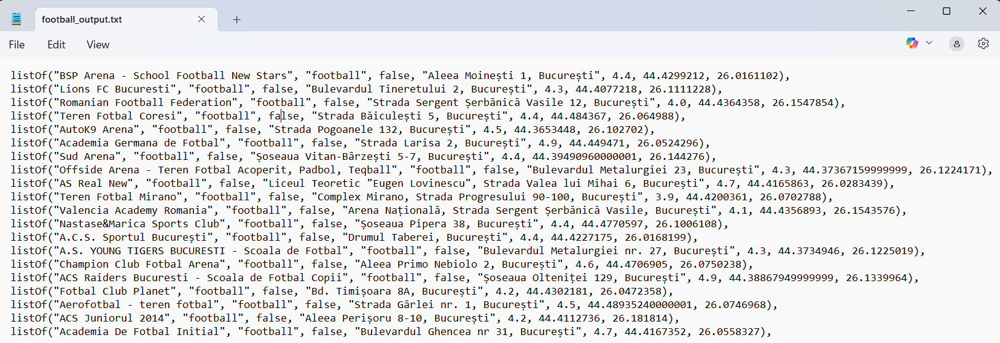 football_output.txt
File Edit View
listOf("BSP Arena - School Football New Stars", "football", false, "Aleea Moinești 1, București", 4.4, 44.4299212, 26.0161102),
listOf("Lions FC Bucuresti", "football", false, "Bulevardul Tineretului 2, București", 4.3, 44.4077218, 26.1111228),
listOf("Romanian Football Federation", "football", false, "Strada Sergent Șerbănică Vasile 12, București", 4.0, 44.4364358, 26.1547854),
listOf("Teren Fotbal Coresi", "football", false, "Strada Băiculești 5, București", 4.4, 44.484367, 26.064988),
listOf("AutoK9 Arena", "football", false, "Strada Pogoanele 132, București", 4.5, 44.3653448, 26.102702),
listOf("Academia Germana de Fotbal", "football", false, "Strada Larisa 2, București", 4.9, 44.449471, 26.0524296),
listOf("Sud Arena", "football", false, "Șoseaua Vitan-Bârzești 5-7, București", 4.4, 44.39490960000001, 26.144276),
listOf("Offside Arena - Teren Fotbal Acoperit, Padbol, Teqball", "football", false, "Bulevardul Metalurgiei 23, București", 4.3, 44.37367159999999, 26.1224171),
listOf("AS Real New", "football", false, "Liceul Teoretic "Eugen Lovinescu", Strada Valea lui Mihai 6, București", 4.7, 44.4165863, 26.0283439),
listOf("Teren Fotbal Mirano", "football", false, "Complex Mirano, Strada Progresului 90-100, București", 3.9, 44.4200361, 26.0702788),
listOf("Valencia Academy Romania", "football", false, "Arena Națională, Strada Sergent Șerbănică Vasile, București", 4.1, 44.4356893, 26.1543576),
listOf("Nastase&Marica Sports Club", "football", false, "Șoseaua Pipera 38, București", 4.4, 44.4770597, 26.1006108),
listOf("A.C.S. Sportul București", "football", false, "Drumul Taberei, București", 4.4, 44.4227175, 26.0168199),
listOf("A.S. YOUNG TIGERS BUCURESTI - Scoala de Fotbal", "football", false, "Bulevardul Metalurgiei nr. 27, București", 4.3, 44.3734946, 26.1225019),
listOf("Champion Club Fotbal Arena", "football", false, "Aleea Primo Nebiolo 2, București", 4.6, 44.4706905, 26.0750238),
listOf("ACS Raiders Bucuresti - Scoala de Fotbal Copii", "football", false, "Șoseaua Olteniței 129, București", 4.9, 44.38867949999999, 26.1339964),
listOf("Fotbal Club Planet", "football", false, "Bd. Timișoara 8A, București", 4.2, 44.4302181, 26.0472358),
listOf("Aerofotbal - teren fotbal", "football", false, "Strada Gârlei nr. 1, București", 4.5, 44.48935240000001, 26.0746968),
listOf("ACS Juniorul 2014", "football", false, "Aleea Perișoru 8-10, București", 4.2, 44.4112736, 26.181814),
listOf("Academia De Fotbal Initial", "football", false, "Bulevardul Ghencea nr 31, București", 4.7, 44.4167352, 26.0558327),